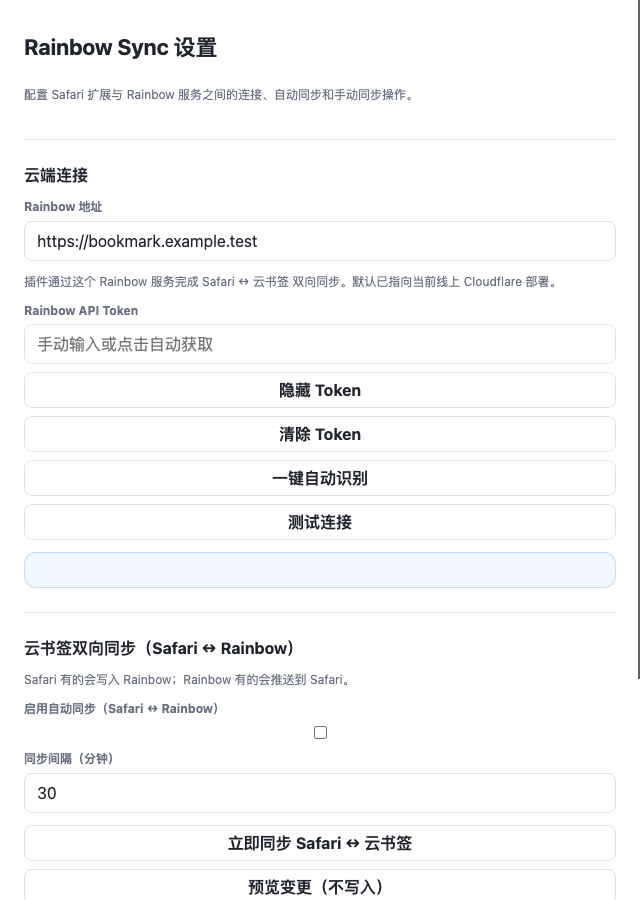 Rainbow Sync 设置
配置 Safari 扩展与 Rainbow 服务之间的连接、自动同步和手动同步操作。
云端连接
Rainbow 地址
https://bookmark.example.test
插件通过这个 Rainbow 服务完成 Safari ↔ 云书签 双向同步。默认已指向当前线上 Cloudflare 部署。
Rainbow API Token
手动输入或点击自动获取
隐藏 Token
清除 Token
一键自动识别
测试连接
云书签双向同步（Safari ↔ Rainbow）
Safari 有的会写入 Rainbow；Rainbow 有的会推送到 Safari。
启用自动同步（Safari ↔ Rainbow）
同步间隔（分钟）
30
立即同步 Safari ↔ 云书签
预览变更（不写入）